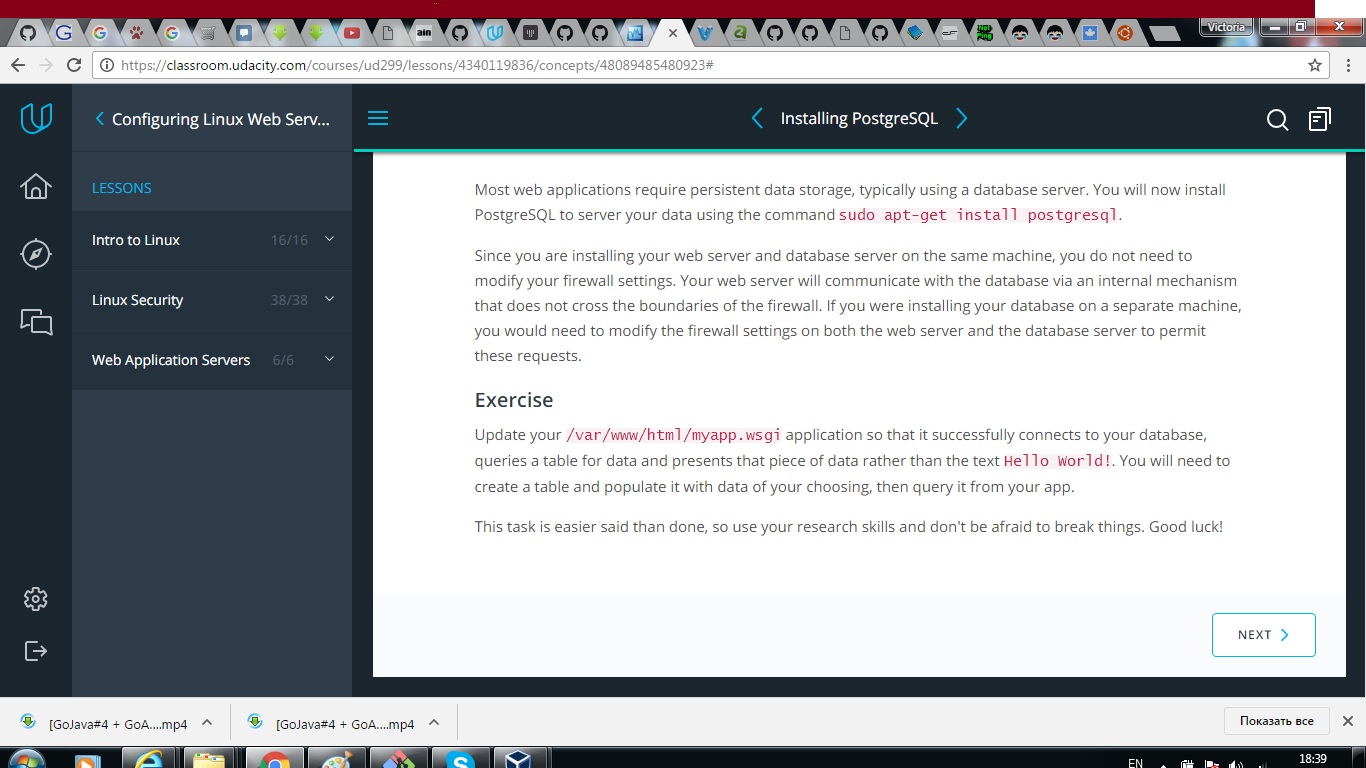 Victoria
ain
Not Ping
https://classroom.udacity.com/courses/ud299/lessons/4340119836/concepts/48089485480923#
Configuring Linux Web Serv...
Installing PostgreSQL
LESSONS
Intro to Linux 16/16
Linux Security 38/38
Web Application Servers 6/6
Most web applications require persistent data storage, typically using a database server. You will now install
PostgreSQL to server your data using the command sudo apt-get install postgresql.
Since you are installing your web server and database server on the same machine, you do not need to
modify your firewall settings. Your web server will communicate with the database via an internal mechanism
that does not cross the boundaries of the firewall. If you were installing your database on a separate machine,
you would need to modify the firewall settings on both the web server and the database server to permit
these requests.
Exercise
Update your /var/www/html/myapp.wsgi application so that it successfully connects to your database,
queries a table for data and presents that piece of data rather than the text Hello World!. You will need to
create a table and populate it with data of your choosing, then query it from your app.
This task is easier said than done, so use your research skills and don't be afraid to break things. Good luck!
NEXT
[GoJava#4 + GoA....mp4
[GoJava#4 + GoA....mp4
Показать все
EN
18:39